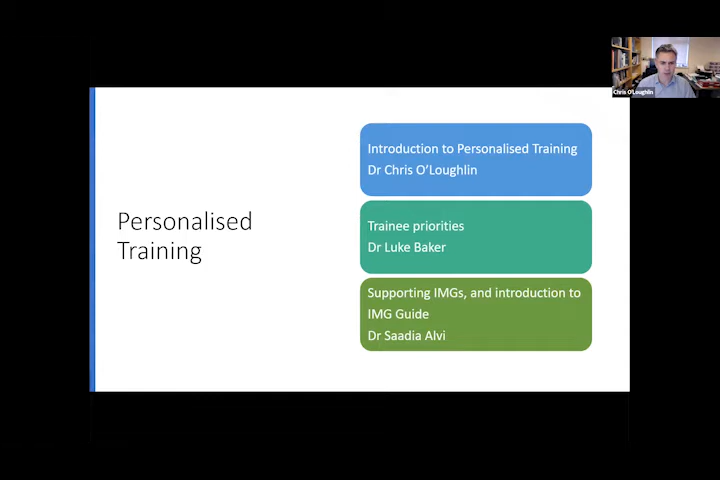 Chris O'Loughlin
Personalised
Training
Introduction to Personalised Training
Dr Chris O'Loughlin
Trainee priorities
Dr Luke Baker
Supporting IMGs, and introduction to
IMG Guide
Dr Saadia Alvi